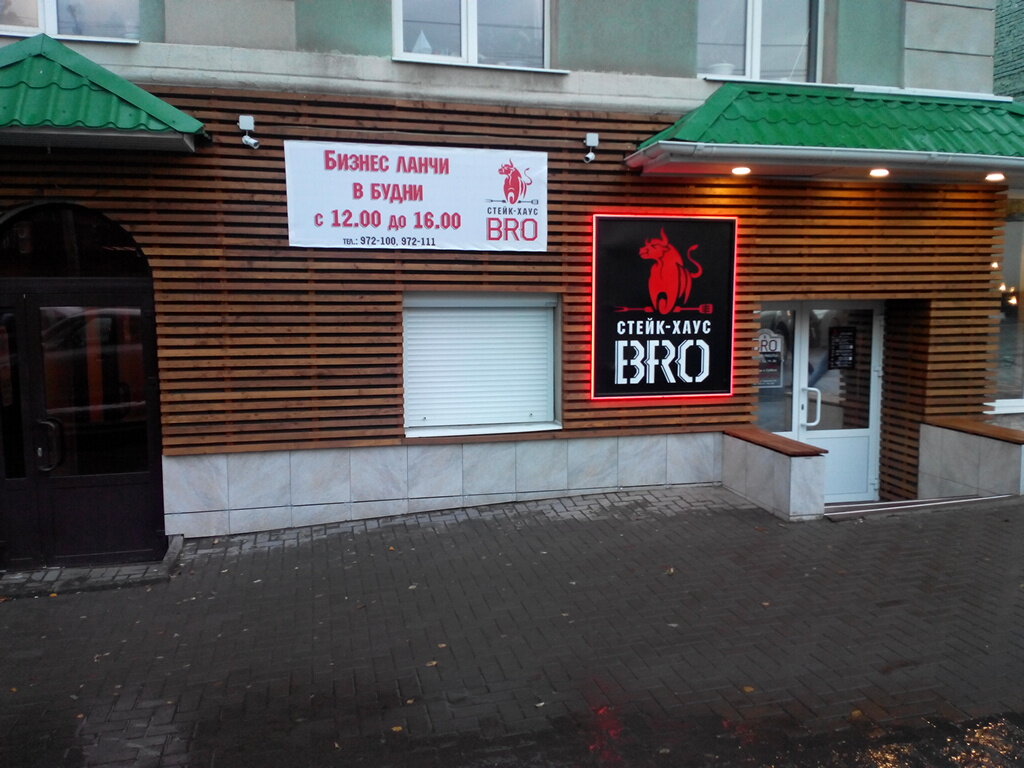 Бизнес ланчи
в будни
с 12.00 до 16.00
тел.: 972-100, 972-111
СТЕЙК-ХАУС
BRO
СТЕЙК-ХАУС
BRO
BRO